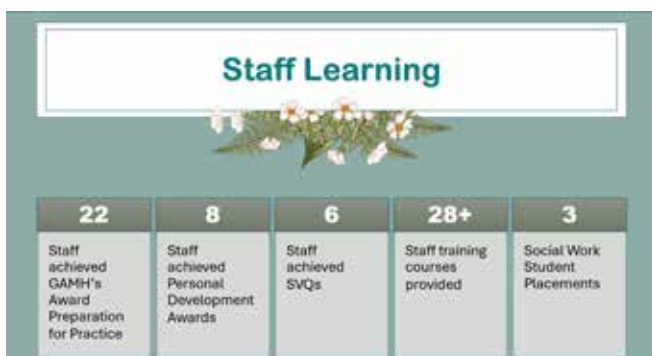 Staff Learning
22
Staff
achieved
GAMH's
Award
Preparation
for Practice
8
Staff
achieved
Personal
Development
Awards
6
Staff
achieved
SVQs
28+
Staff training
courses
provided
3
Social Work
Student
Placements